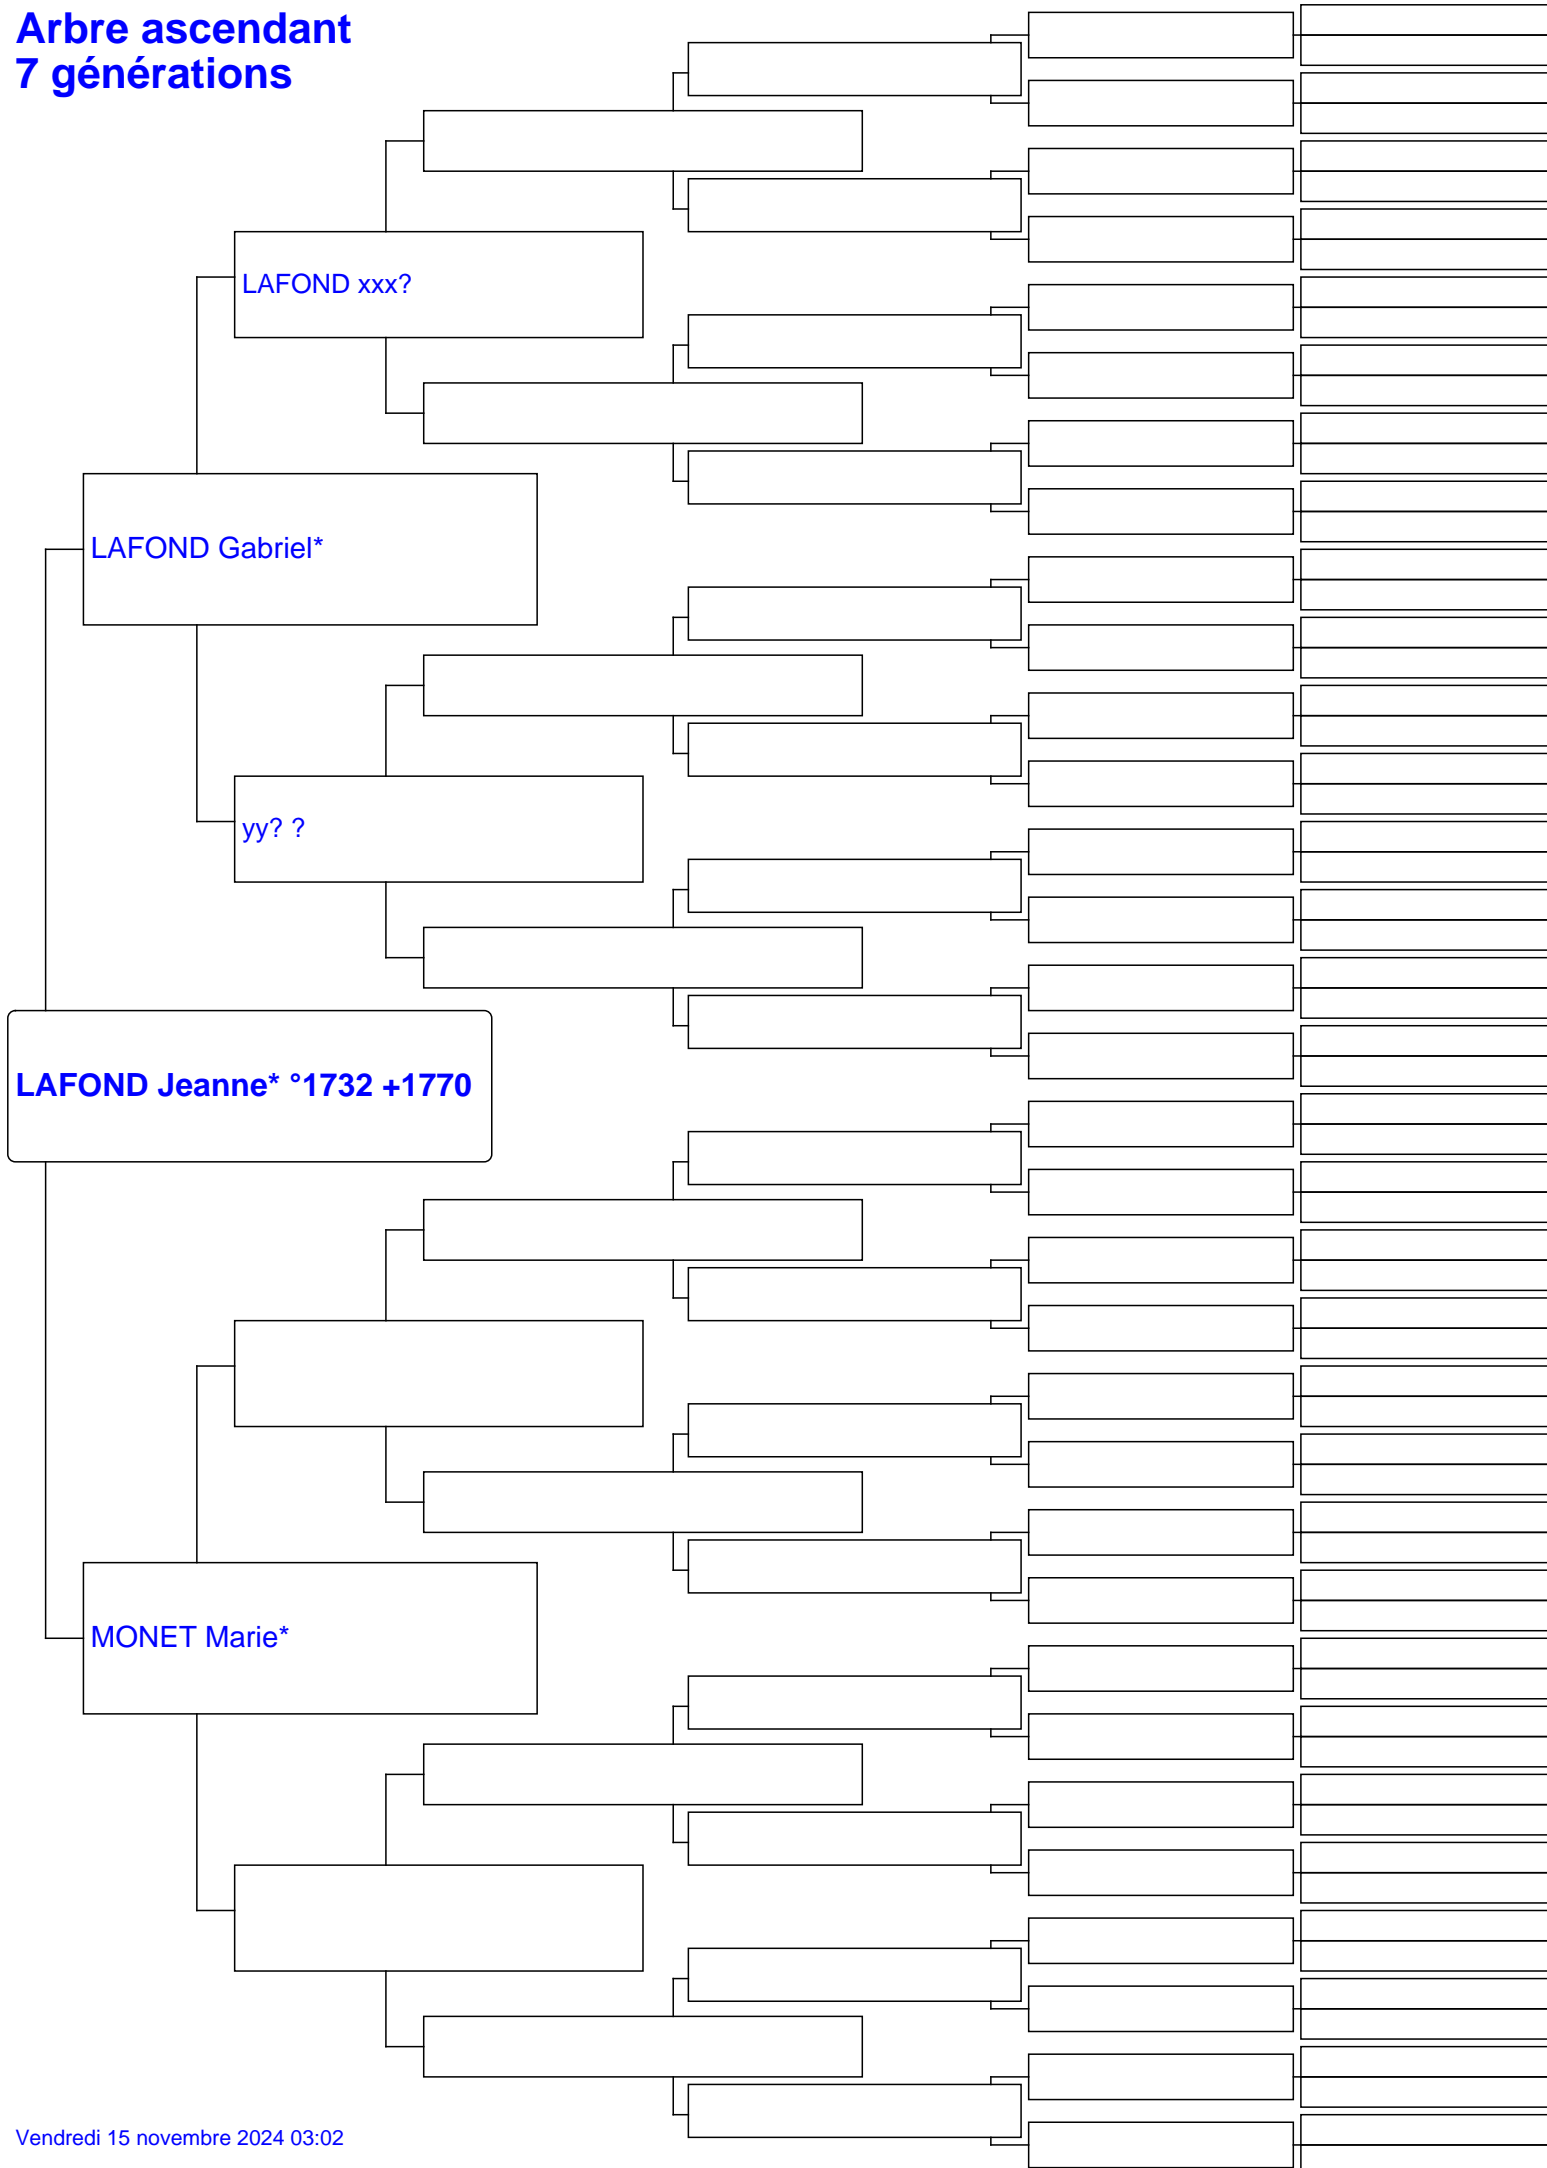 Arbre ascendant
7 générations
LAFOND xxx?
LAFOND Gabriel*
yy? ?
LAFOND Jeanne* °1732 +1770
MONET Marie*
Vendredi 15 novembre 2024 03:02